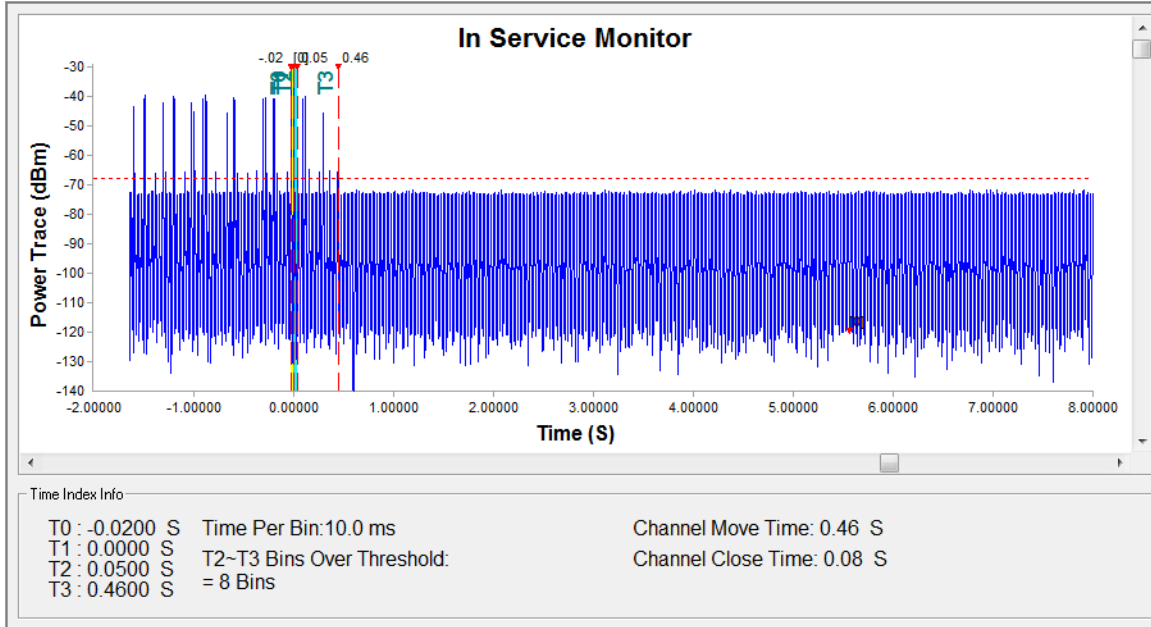 In Service Monitor
-.02 [0] 0.05 0.46
T2 T3
-30
-40
-50
-60
-70
-80
-90
-100
-110
-120
-130
-140
Power Trace (dBm)
[0]
-2.00000 -1.00000 0.00000 1.00000 2.00000 3.00000 4.00000 5.00000 6.00000 7.00000 8.00000
Time (S)
Time Index Info
T0 : -0.0200 S
T1 : 0.0000 S
T2 : 0.0500 S
T3 : 0.4600 S
Time Per Bin:10.0 ms
T2~T3 Bins Over Threshold:
= 8 Bins
Channel Move Time: 0.46 S
Channel Close Time: 0.08 S